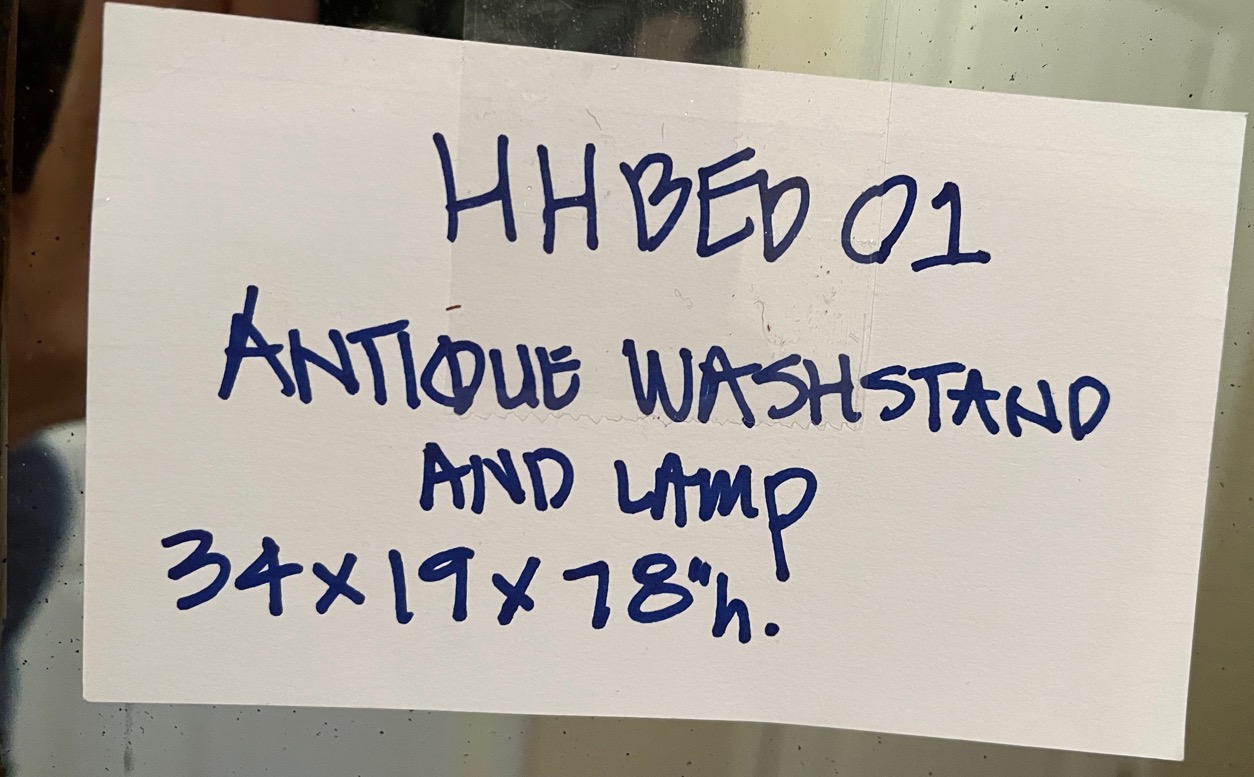 HHBED 01
ANTIQUE WASHSTAND
AND LAMP
34x19x78"h.